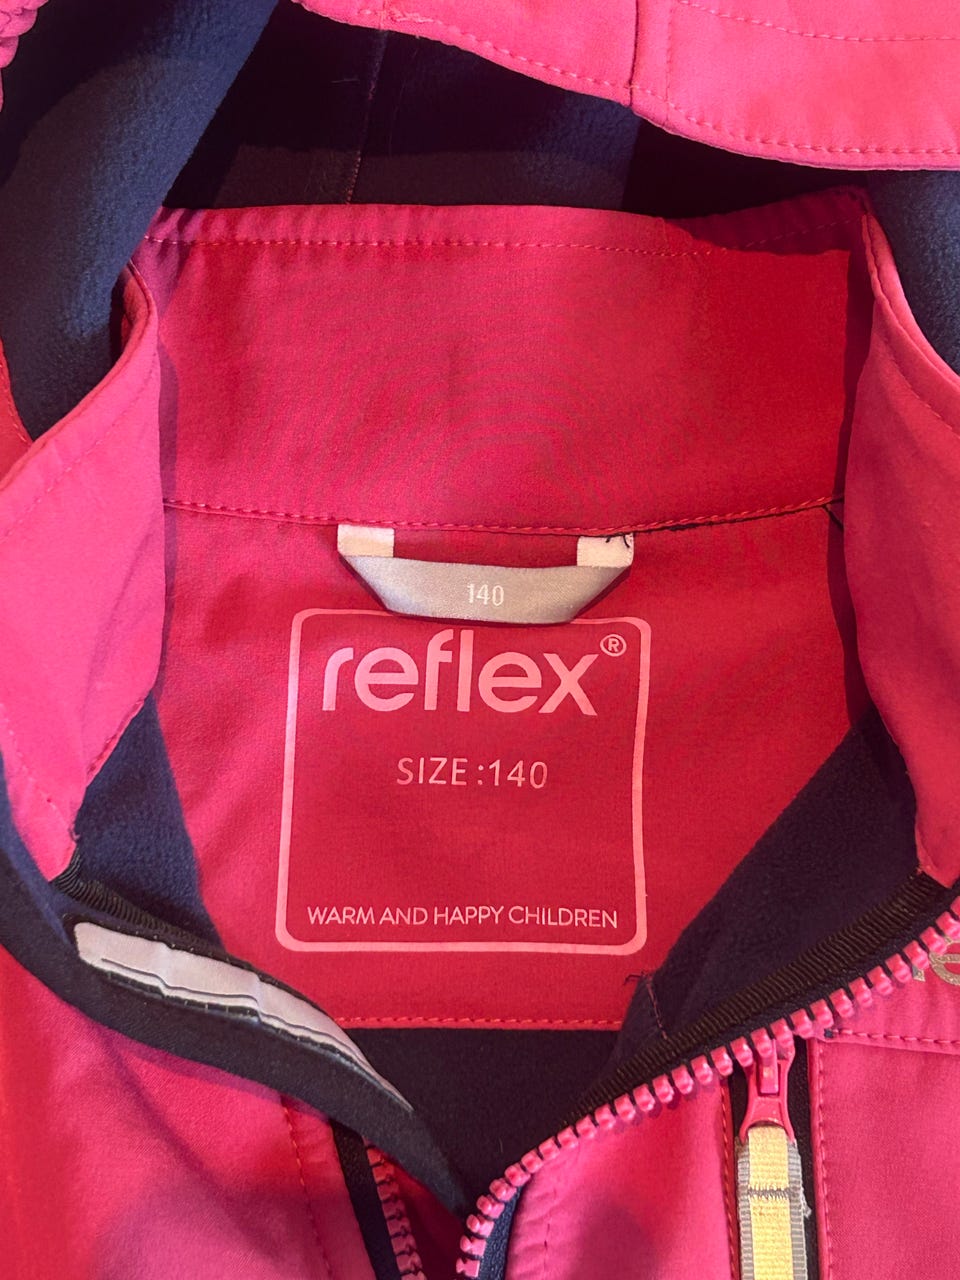 140
reflex®
SIZE:140
WARM AND HAPPY CHILDREN